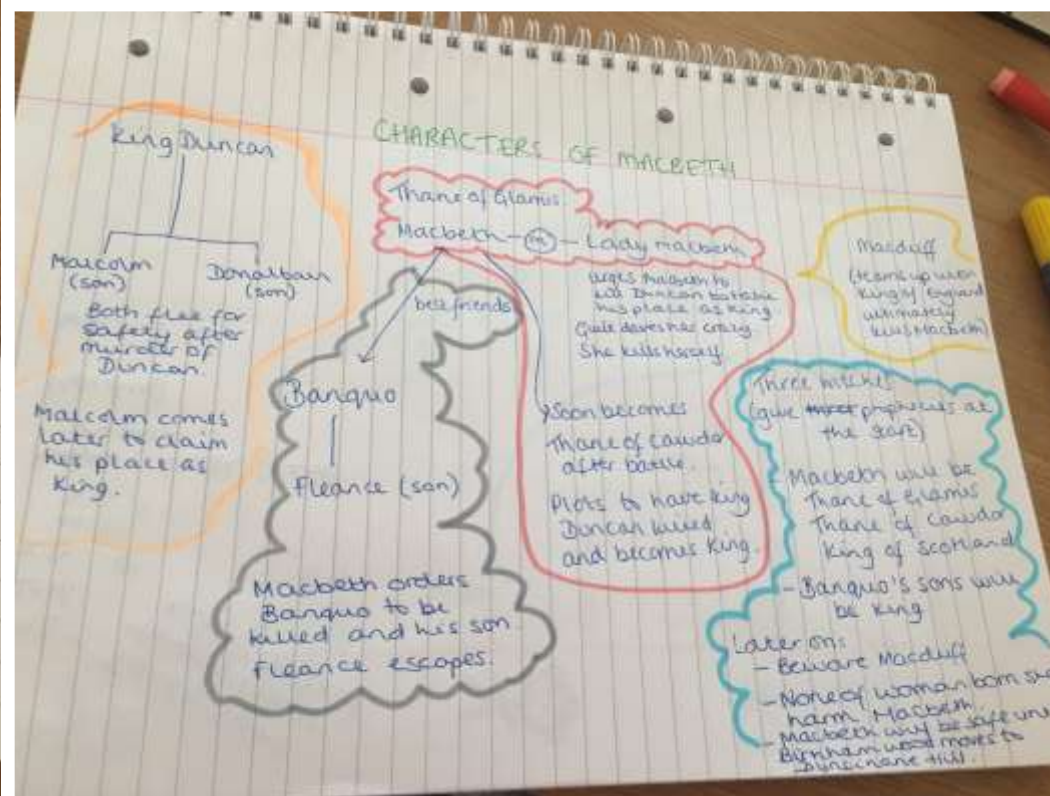 CHARACTERS OF MACBETH
King Duncan
Malcolm
(son)
Donalbain
(son)
Both flee for
safety after
murder of
Duncan.
Malcolm comes
later to claim
his place as
King.
Thane of Glamis
Macbeth - - Lady Macbeth
urges Macbeth to
kill Duncan to take
his place as King.
Guilt drives her crazy
She kills herself
best friends
Banquo
Fleance (son)
Macbeth orders
Banquo to be
killed and his son
Fleance escapes.
Soon becomes
Thane of Cawdor
after battle.
Plots to have King
Duncan killed
and becomes King.
Macduff
(teams up with
King of England
ultimately
kills Macbeth)
Three witches
(give three prophecies at
the start)
Macbeth will be
Thane of Glamis
Thane of Cawdor
King of Scotland
- Banquo's sons will
be King
Later on:
- Beware Macduff
- None of woman born
harm Macbeth
- Macbeth will be safe
Birnham wood moves to
Dunsinane Hill.